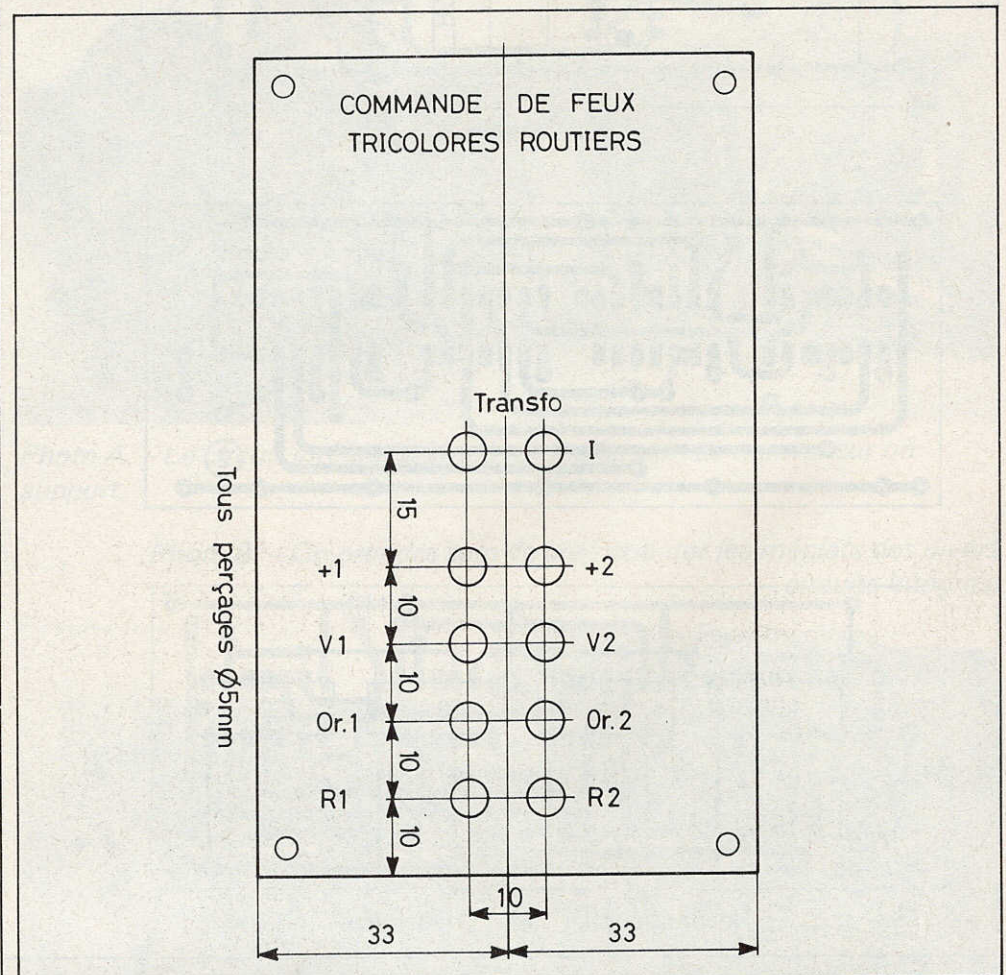 COMMANDE DE FEUX
TRICOLORES ROUTIERS
Transfo
I
15
Tous perçages Ø5mm
+1 +2
10
V1 V2
10
Or.1 Or.2
10
R1 R2
10
10
33 33